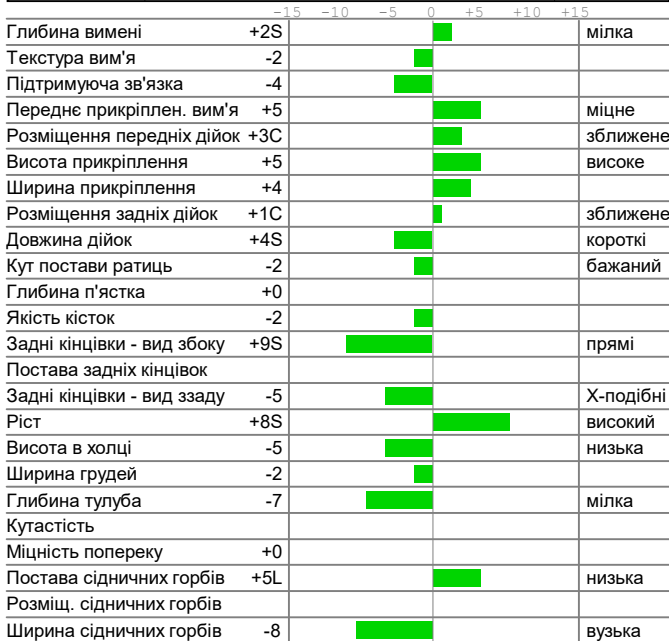 -15 -10 -5 0 +5 +10 +15
Глибина вимені +2S мілка
Текстура вим'я -2
Підтримуюча зв'язка -4
Переднє прикріплен. вим'я +5 міцне
Розміщення передніх дійок +3C зближене
Висота прикріплення +5 високе
Ширина прикріплення +4
Розміщення задніх дійок +1C зближене
Довжина дійок +4S короткі
Кут постави ратиць -2 бажаний
Глибина п'ястка +0
Якість кісток -2
Задні кінцівки - вид збоку +9S прямі
Постава задніх кінцівок
Задні кінцівки - вид ззаду -5 Х-подібні
Ріст +8S високий
Висота в холці -5 низька
Ширина грудей -2
Глибина тулуба -7 мілка
Кутастість
Міцність попереку +0
Постава сідничних горбів +5L низька
Розміщ. сідничних горбів
Ширина сідничних горбів -8 вузька